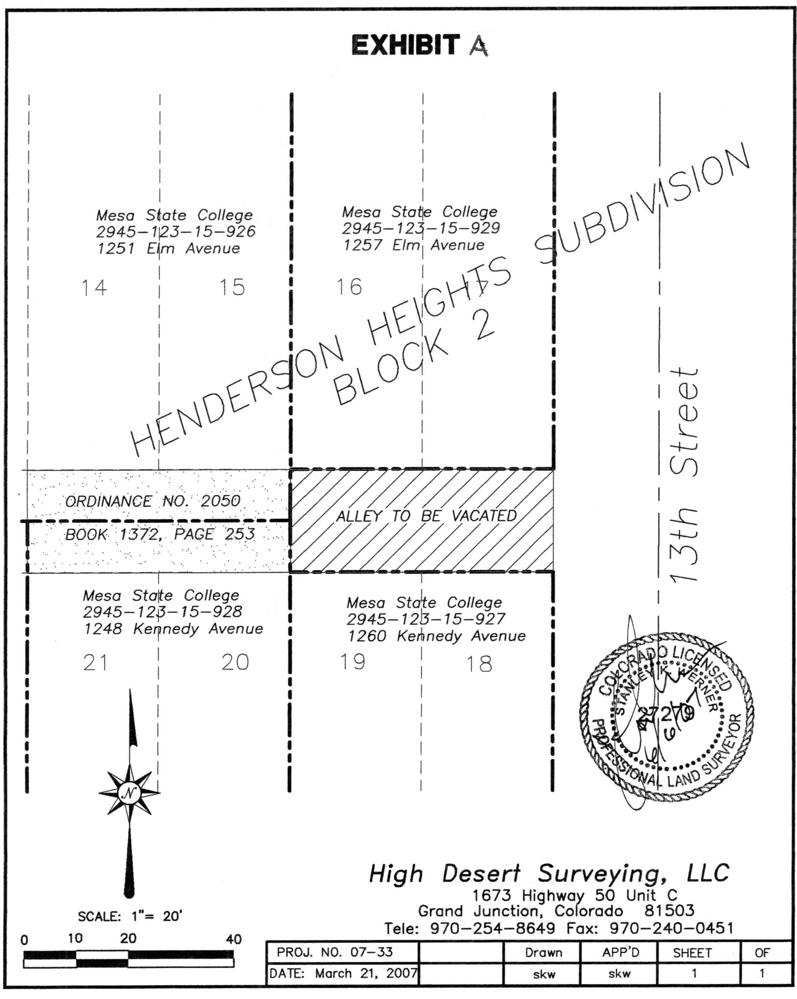 EXHIBIT A
Mesa State College
2945-123-15-926
1251 Elm Avenue
Mesa State College
2945-123-15-929
1257 Elm Avenue
14
15
16
17
HENDERSON HEIGHTS SUBDIVISION
BLOCK 2
13th Street
ORDINANCE NO. 2050
BOOK 1372, PAGE 253
ALLEY TO BE VACATED
Mesa State College
2945-123-15-928
1248 Kennedy Avenue
Mesa State College
2945-123-15-927
1260 Kennedy Avenue
21
20
19
18
COLORADO LICENSED
STANLEY K. WERNER
27279
PROFESSIONAL LAND SURVEYOR
N
SCALE: 1"= 20'
0 10 20 40
High Desert Surveying, LLC
1673 Highway 50 Unit C
Grand Junction, Colorado 81503
Tele: 970-254-8649 Fax: 970-240-0451
PROJ. NO. 07-33 Drawn APP'D SHEET OF
DATE: March 21, 2007 skw skw 1 1